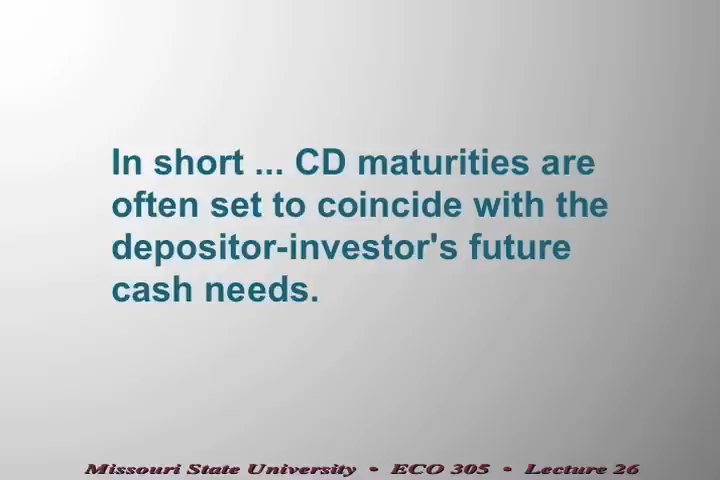 In short ... CD maturities are
often set to coincide with the
depositor-investor's future
cash needs.
Missouri State University • ECO 305 • Lecture 26